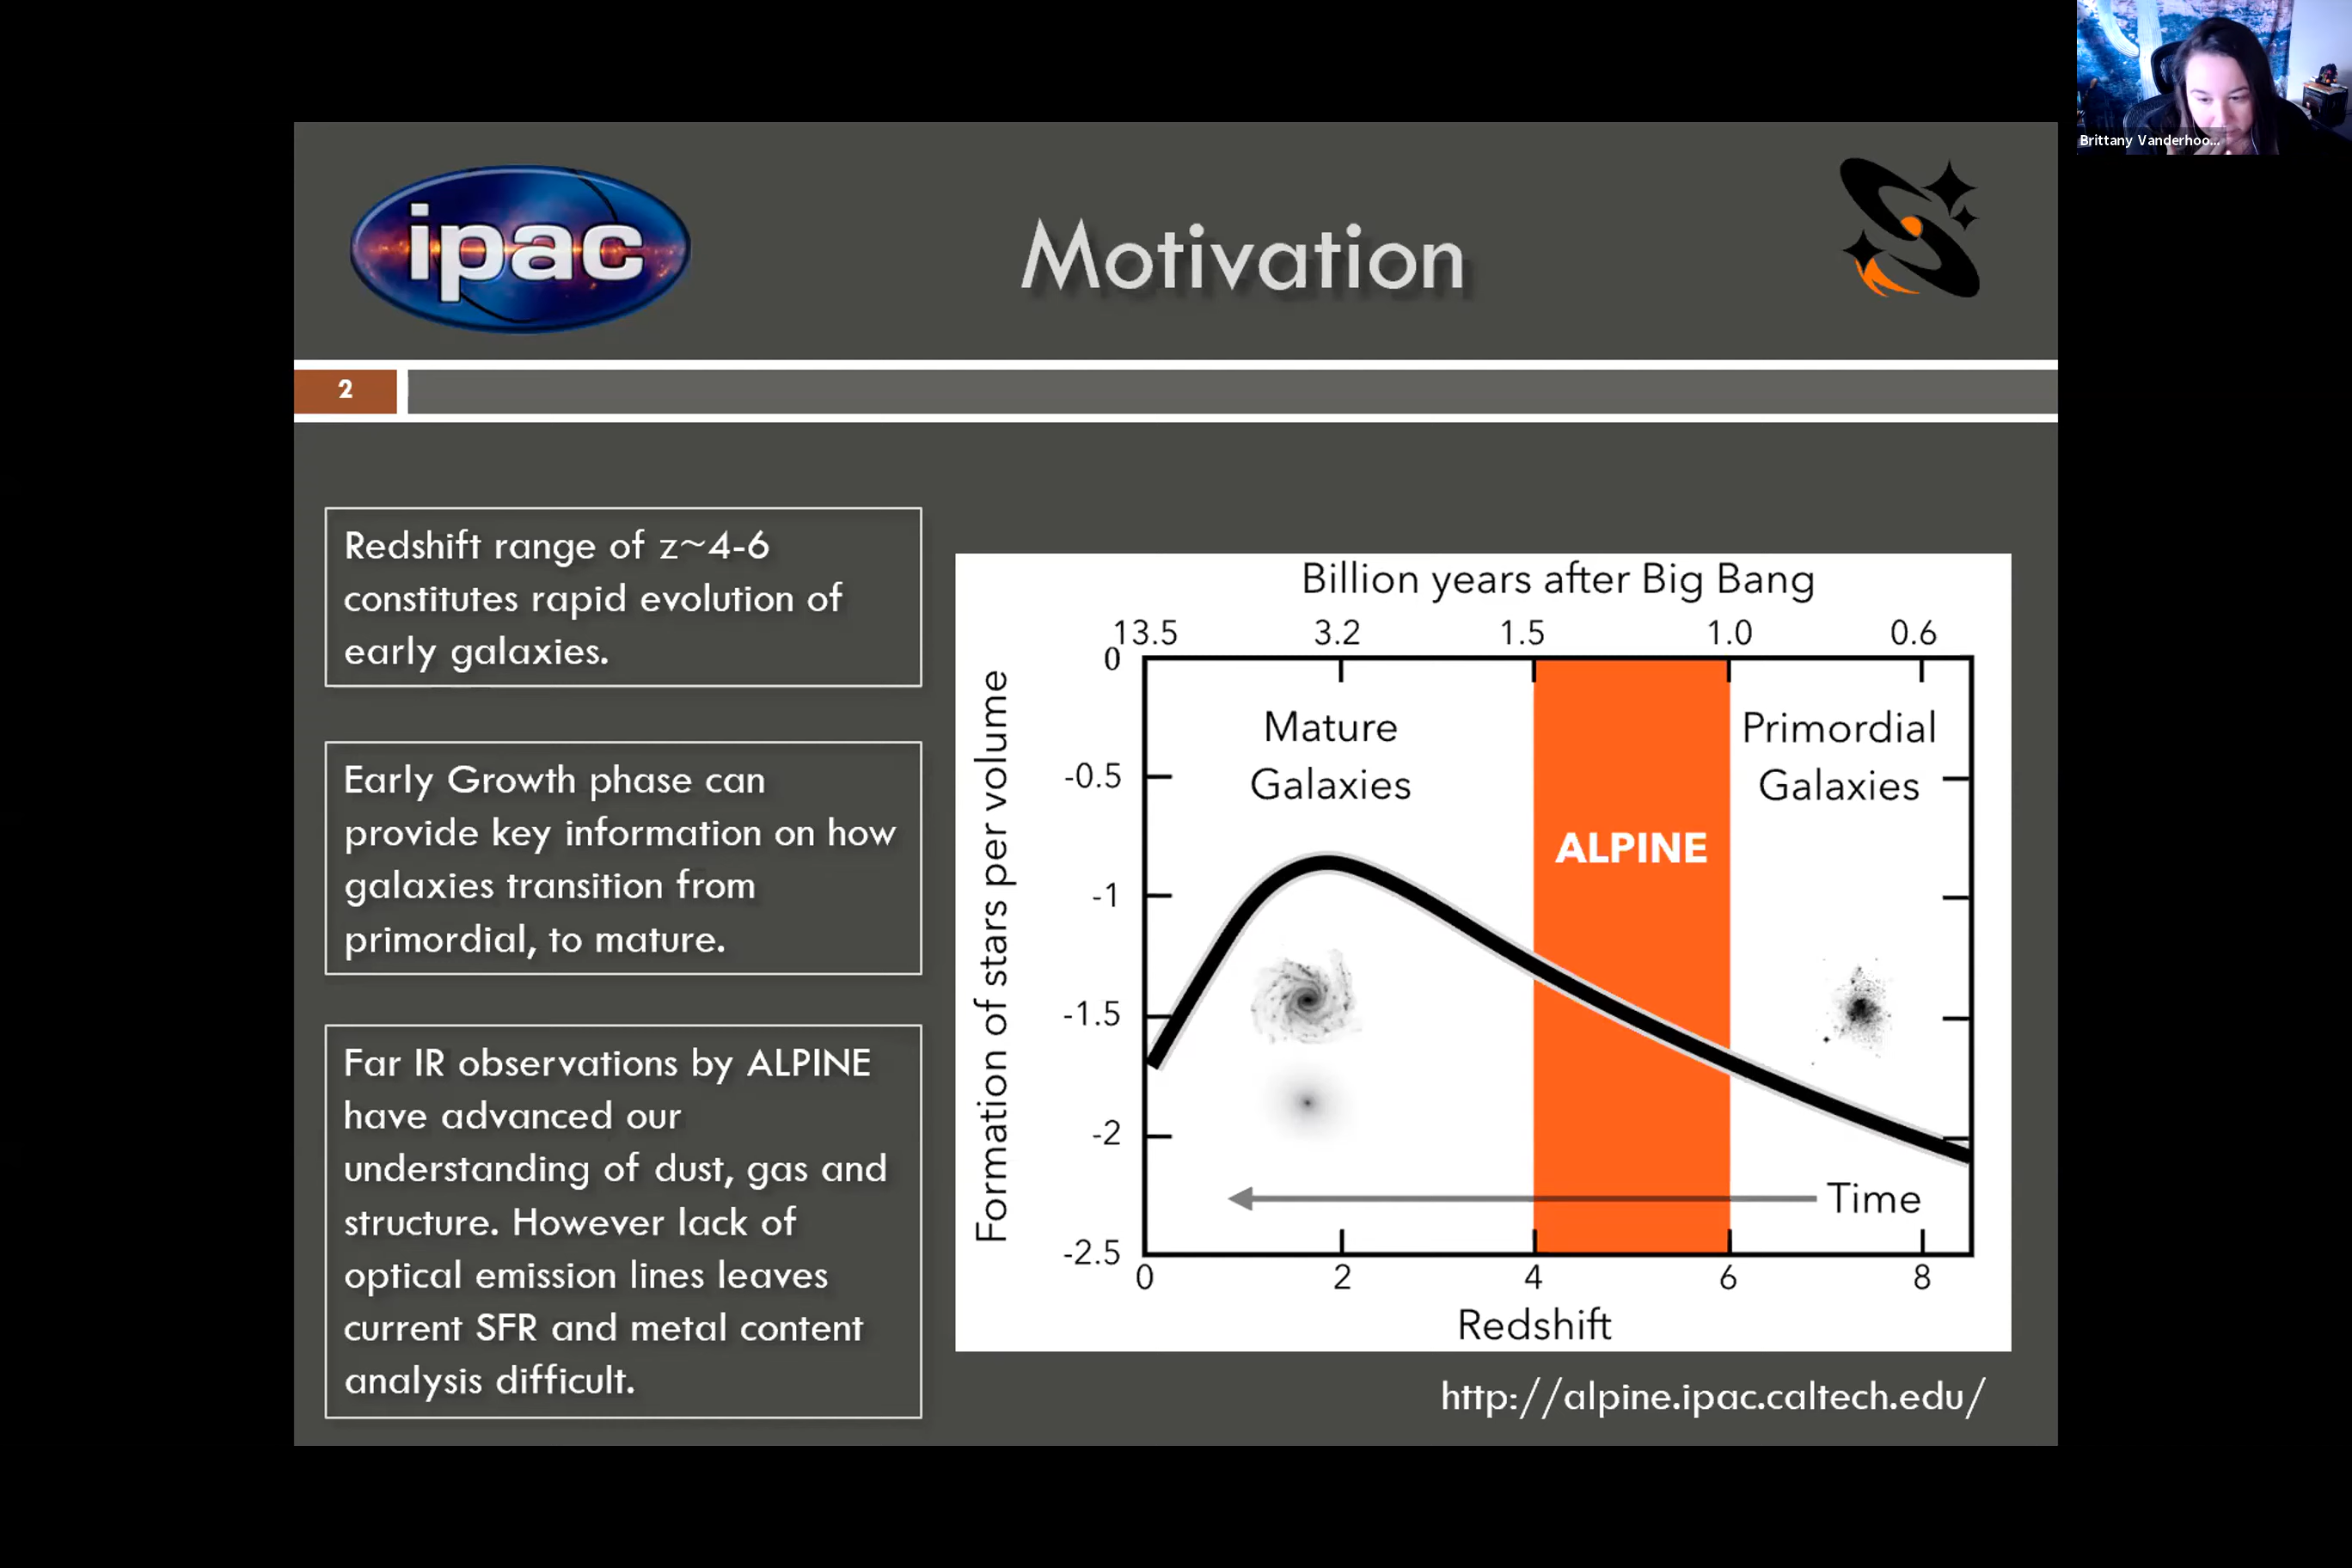 Brittany Vanderhoo...
ipac
Motivation
2
Redshift range of z~4-6
constitutes rapid evolution of
early galaxies.
Early Growth phase can
provide key information on how
galaxies transition from
primordial, to mature.
Far IR observations by ALPINE
have advanced our
understanding of dust, gas and
structure. However lack of
optical emission lines leaves
current SFR and metal content
analysis difficult.
Billion years after Big Bang
13.5 3.2 1.5 1.0 0.6
Formation of stars per volume
0
-0.5
-1
-1.5
-2
-2.5
Mature
Galaxies
ALPINE
Primordial
Galaxies
Time
0 2 4 6 8
Redshift
http://alpine.ipac.caltech.edu/